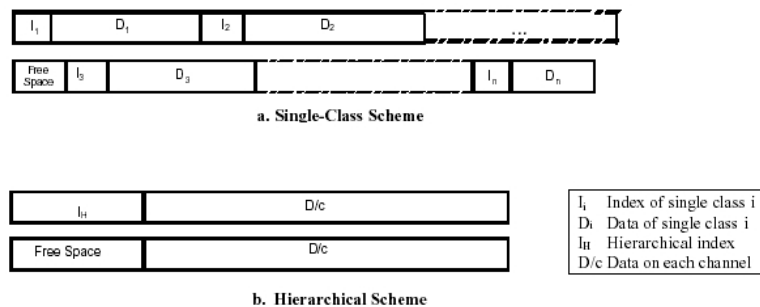 I1 D1 I2 D2 ...
Free Space I3 D3 In Dn
a. Single-Class Scheme
IH D/c
Free Space D/c
b. Hierarchical Scheme
Ii Index of single class i
Di Data of single class i
IH Hierarchical index
D/c Data on each channel